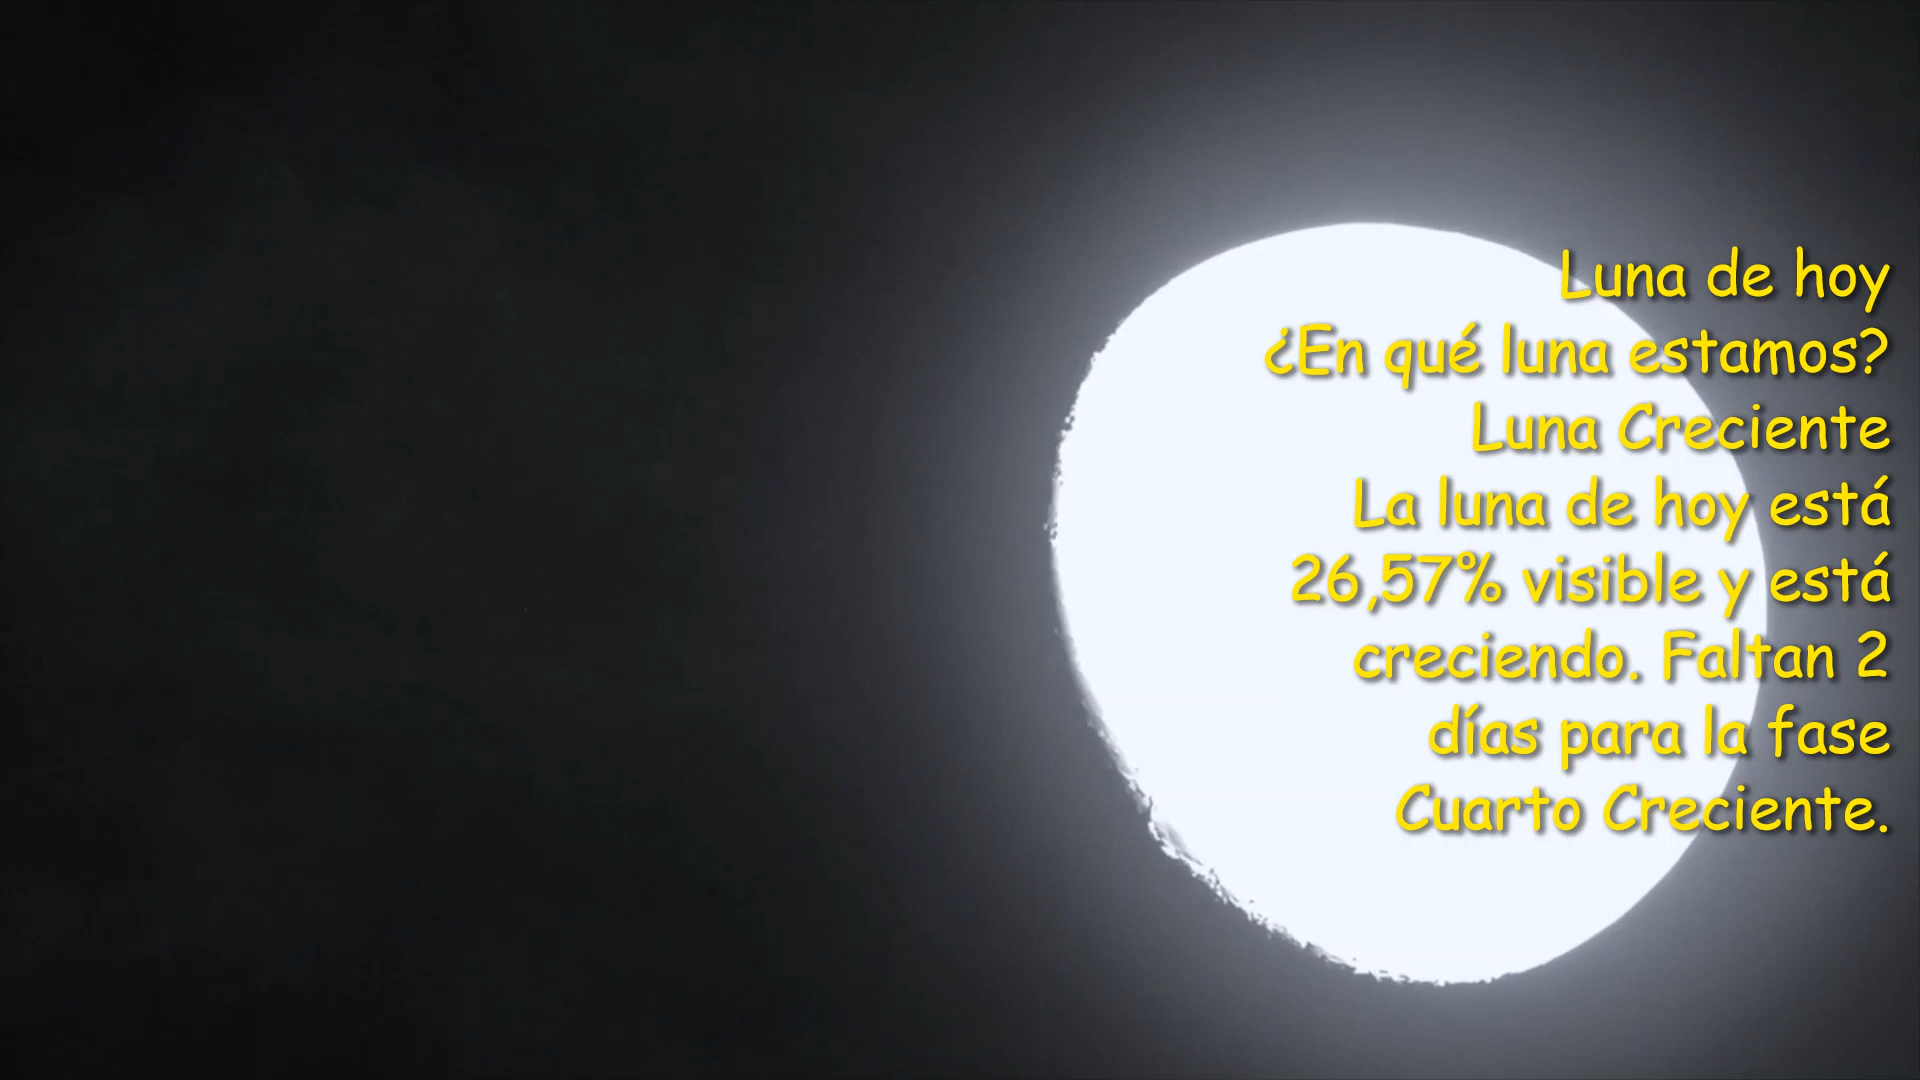 Luna de hoy
¿En qué luna estamos?
Luna Creciente
La luna de hoy está
26,57% visible y está
creciendo. Faltan 2
días para la fase
Cuarto Creciente.